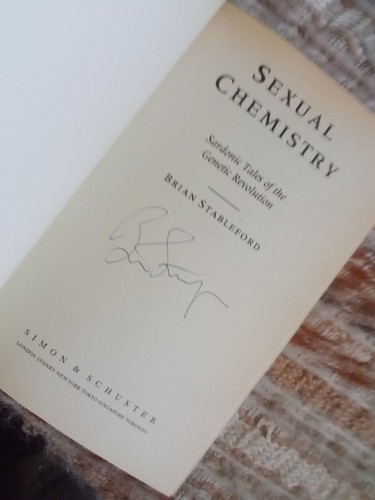 SEXUAL
CHEMISTRY
Sardonic Tales of the
Genetic Revolution
BRIAN STABLEFORD
SIMON & SCHUSTER
LONDON·SYDNEY·NEW YORK·TOKYO·SINGAPORE·TORONTO